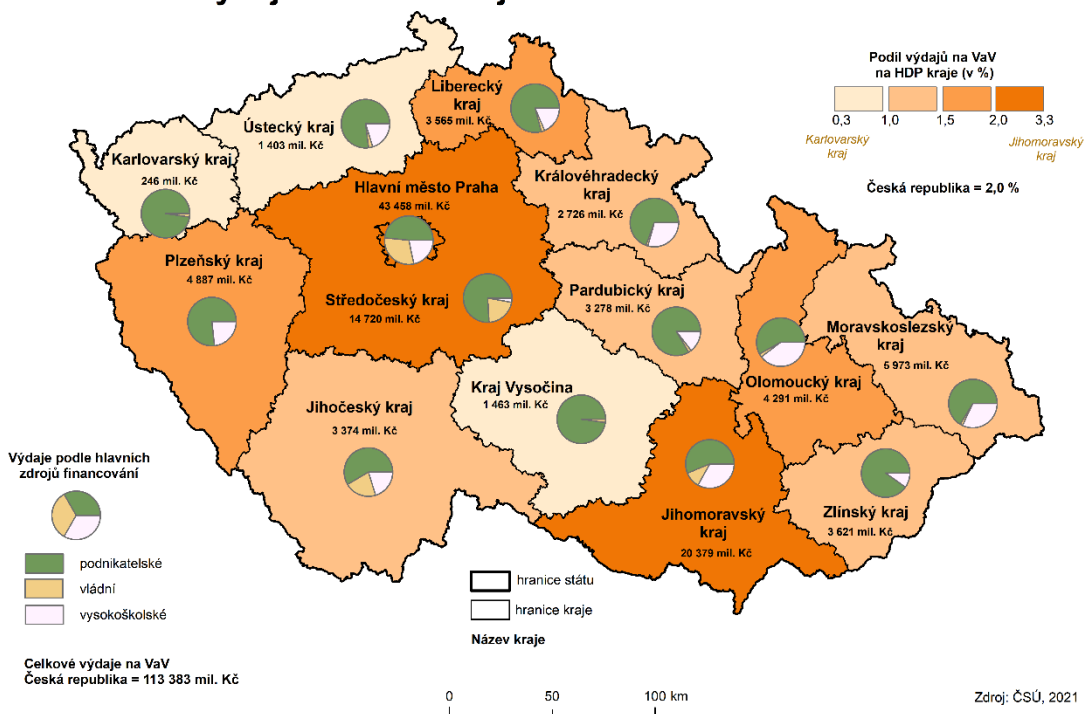 Podíl výdajů na VaV
na HDP kraje (v %)
0,3 1,0 1,5 2,0 3,3
Karlovarský
kraj
Jihomoravský
kraj
Česká republika = 2,0 %
Liberecký
kraj
3 565 mil. Kč
Ústecký kraj
1 403 mil. Kč
Karlovarský kraj
246 mil. Kč
Hlavní město Praha
43 458 mil. Kč
Královéhradecký
kraj
2 726 mil. Kč
Plzeňský kraj
4 887 mil. Kč
Středočeský kraj
14 720 mil. Kč
Pardubický kraj
3 278 mil. Kč
Moravskoslezský
kraj
5 973 mil. Kč
Olomoucký kraj
4 291 mil. Kč
Kraj Vysočina
1 463 mil. Kč
Jihočeský kraj
3 374 mil. Kč
Jihomoravský
kraj
20 379 mil. Kč
Zlínský kraj
3 621 mil. Kč
Výdaje podle hlavních
zdrojů financování
podnikatelské
vládní
vysokoškolské
hranice státu
hranice kraje
Název kraje
Celkové výdaje na VaV
Česká republika = 113 383 mil. Kč
0 50 100 km
Zdroj: ČSÚ, 2021